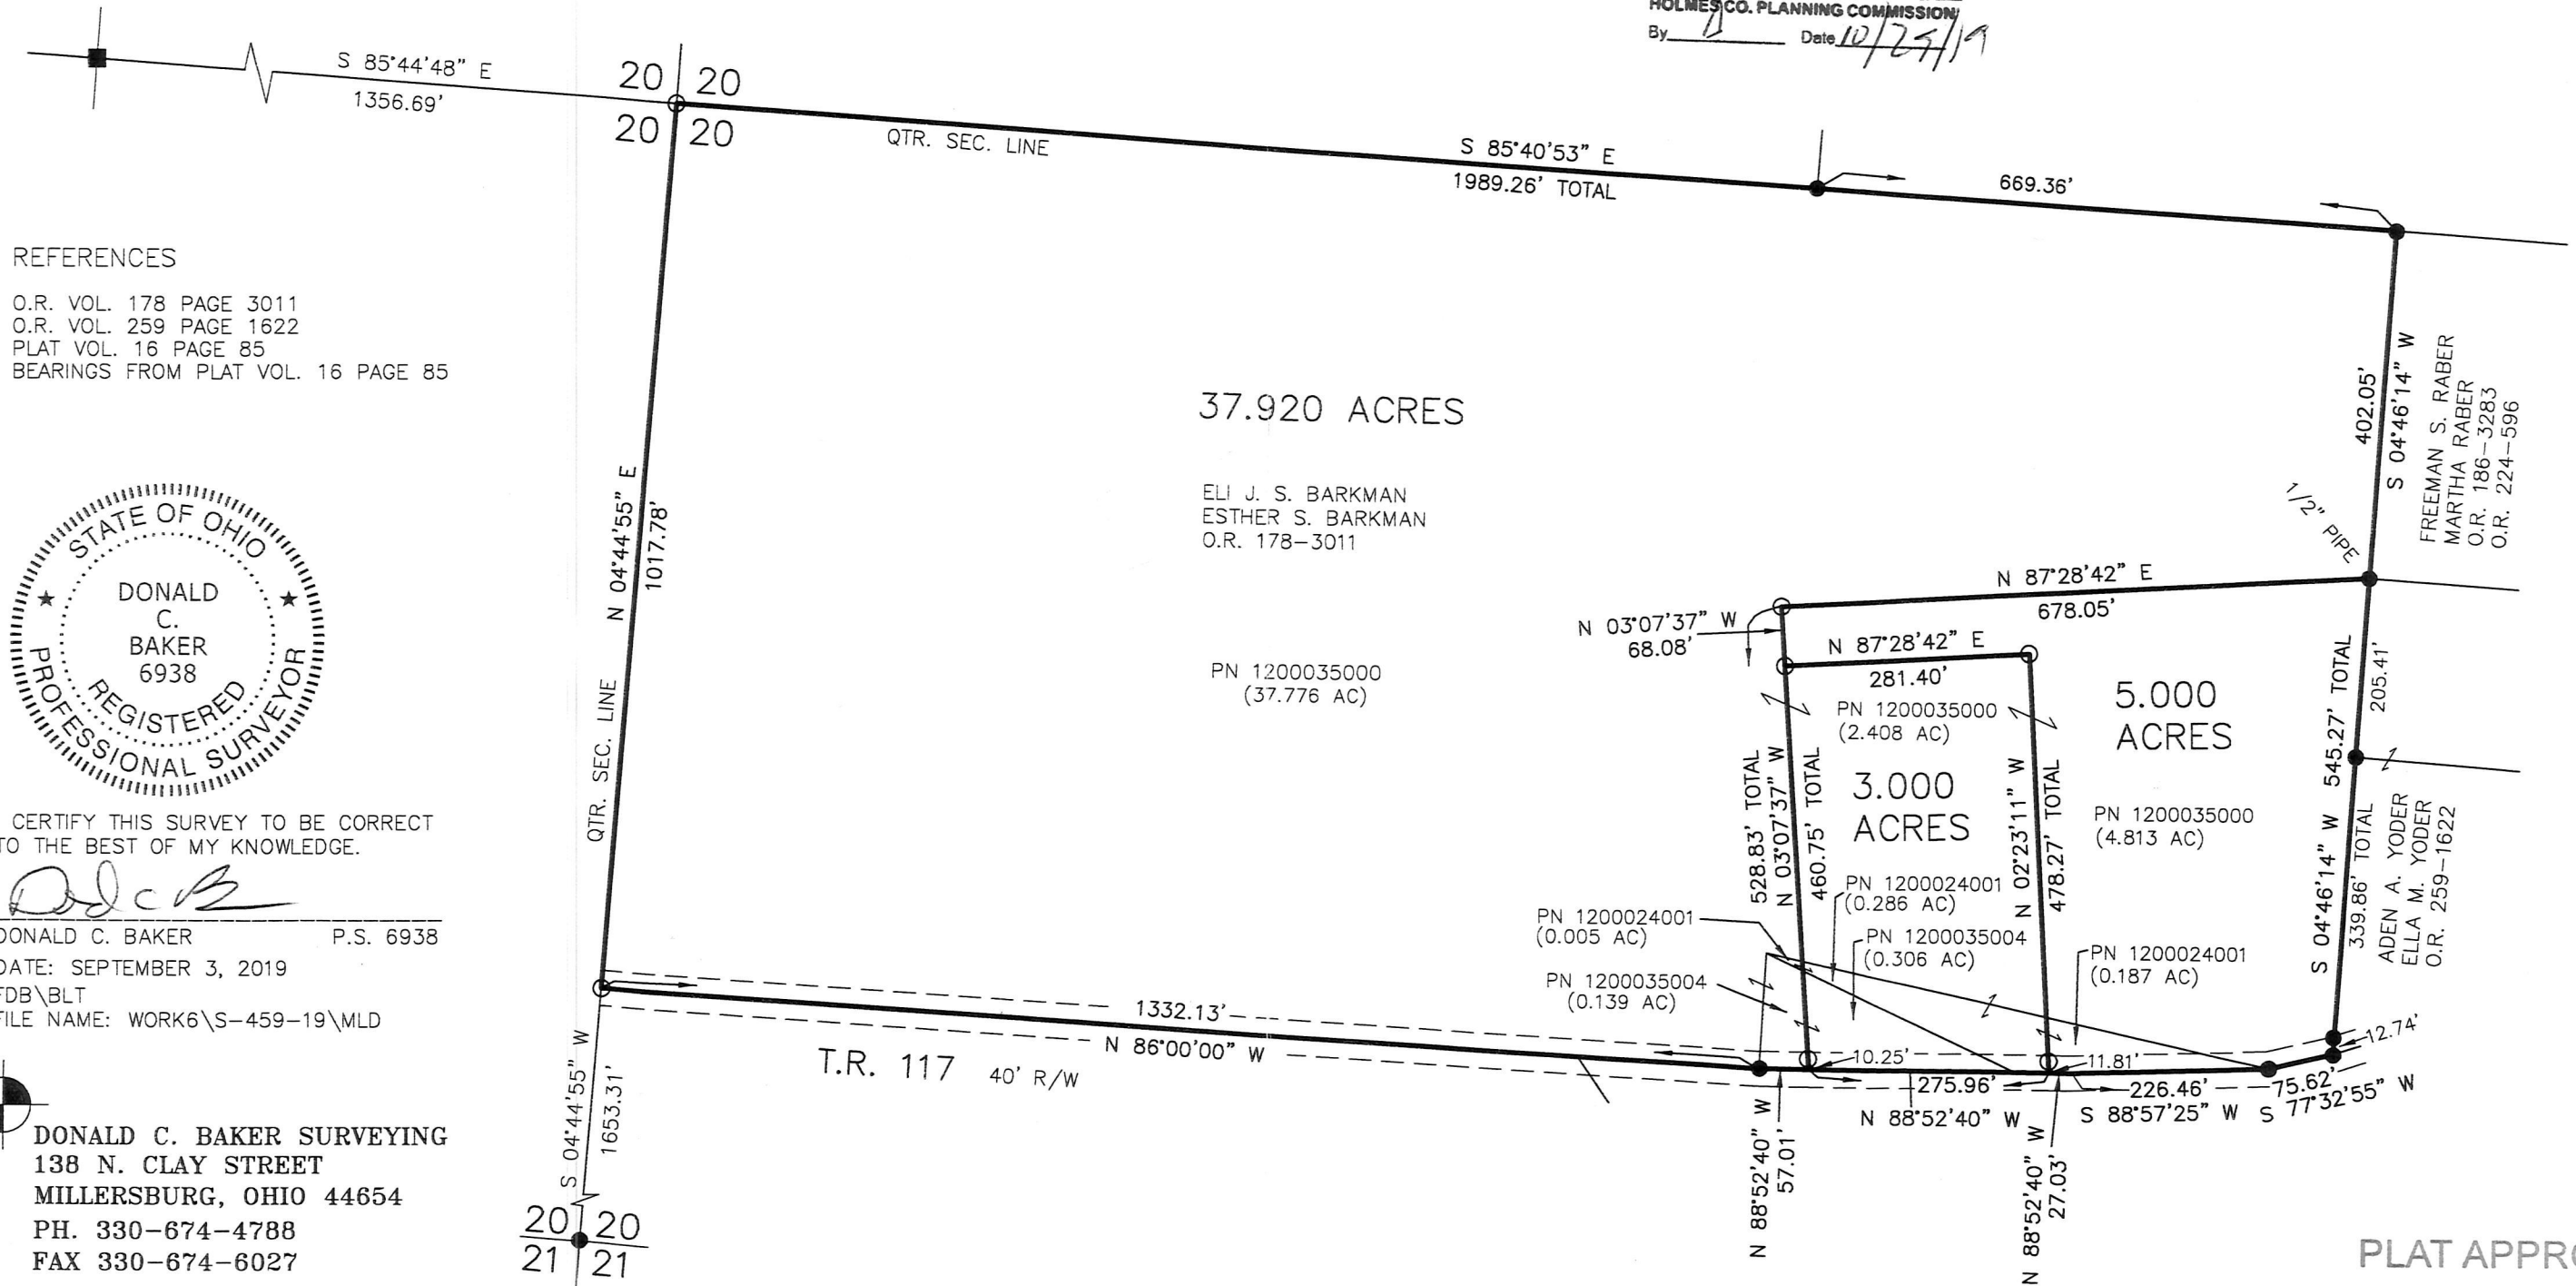 HOLMES CO. PLANNING COMMISSION
By Date 10/29/19
S 85°44'48" E
1356.69'
20 20
20 20
QTR. SEC. LINE
S 85°40'53" E
1989.26' TOTAL
669.36'
REFERENCES
O.R. VOL. 178 PAGE 3011
O.R. VOL. 259 PAGE 1622
PLAT VOL. 16 PAGE 85
BEARINGS FROM PLAT VOL. 16 PAGE 85
37.920 ACRES
ELI J. S. BARKMAN
ESTHER S. BARKMAN
O.R. 178-3011
PN 1200035000
(37.776 AC)
QTR. SEC. LINE N 04°44'55" E
1017.78'
402.05'
S 04°46'14" W
FREEMAN S. RABER
MARTHA RABER
O.R. 186-3283
O.R. 224-596
1/2" PIPE
N 87°28'42" E
678.05'
N 03°07'37" W
68.08'
N 87°28'42" E
281.40'
PN 1200035000
(2.408 AC)
3.000
ACRES
5.000
ACRES
PN 1200035000
(4.813 AC)
528.83' TOTAL
N 03°07'37" W
460.75' TOTAL
N 02°23'11" W
478.27' TOTAL
S 04°46'14" W 545.27' TOTAL
205.41'
339.86' TOTAL
ADEN A. YODER
ELLA M. YODER
O.R. 259-1622
PN 1200024001
(0.286 AC)
PN 1200024001
(0.005 AC)
PN 1200035004
(0.306 AC)
PN 1200024001
(0.187 AC)
PN 1200035004
(0.139 AC)
STATE OF OHIO
DONALD
C.
BAKER
6938
REGISTERED
PROFESSIONAL SURVEYOR
CERTIFY THIS SURVEY TO BE CORRECT
TO THE BEST OF MY KNOWLEDGE.
DONALD C. BAKER P.S. 6938
DATE: SEPTEMBER 3, 2019
FDB\BLT
FILE NAME: WORK6\S-459-19\MLD
1332.13'
N 86°00'00" W
T.R. 117 40' R/W
10.25'
11.81'
12.74'
275.96'
N 88°52'40" W
226.46'
S 88°57'25" W
75.62'
S 77°32'55" W
N 88°52'40" W
57.01'
N 88°52'40" W
27.03'
S 04°44'55" W
1653.31'
20 20
21 21
DONALD C. BAKER SURVEYING
138 N. CLAY STREET
MILLERSBURG, OHIO 44654
PH. 330-674-4788
FAX 330-674-6027
PLAT APPRO